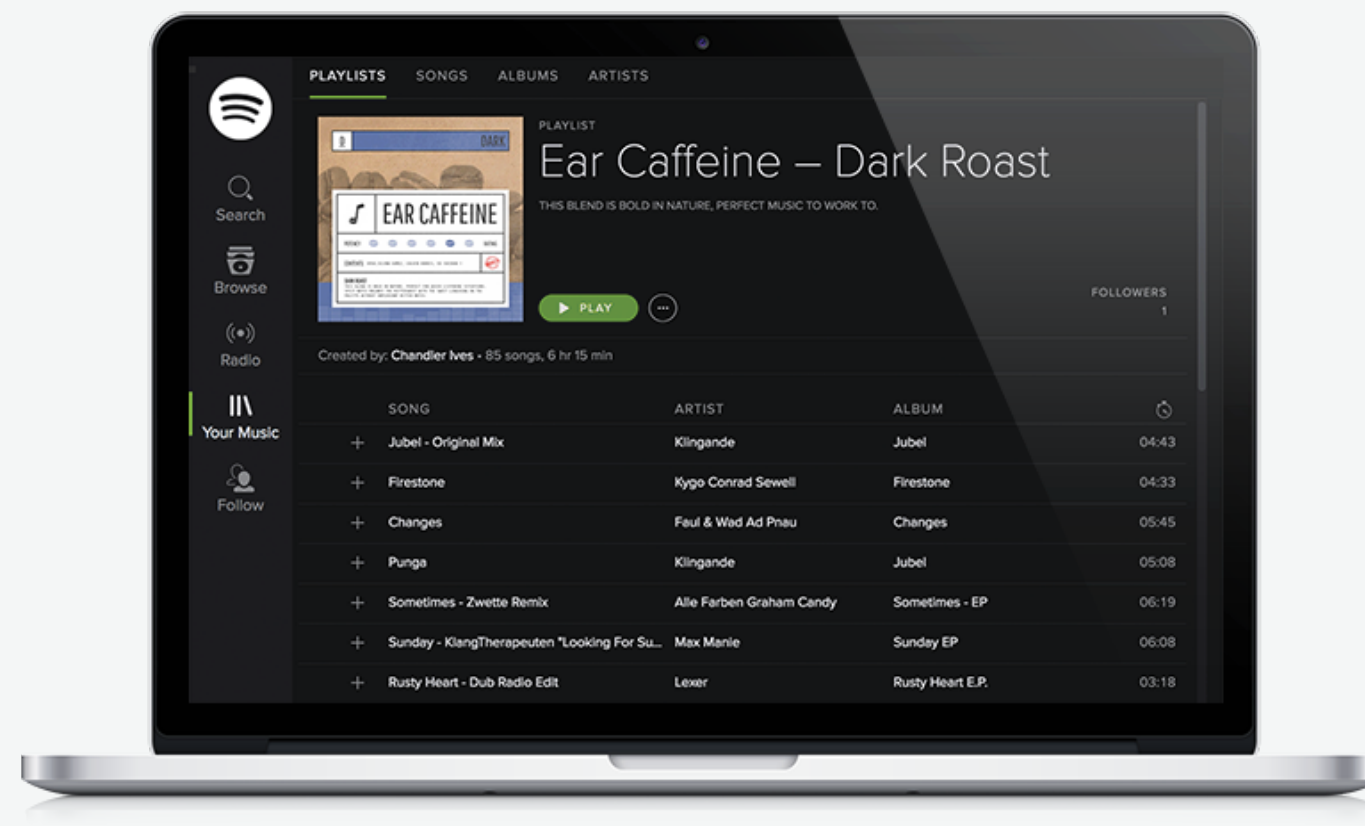 PLAYLISTS SONGS ALBUMS ARTISTS
Search
Browse
Radio
Your Music
Follow
DARK
EAR CAFFEINE
DARK ROAST
PLAYLIST
Ear Caffeine – Dark Roast
THIS BLEND IS BOLD IN NATURE, PERFECT MUSIC TO WORK TO.
PLAY
FOLLOWERS
1
Created by: Chandler Ives - 85 songs, 6 hr 15 min
SONG ARTIST ALBUM
+ Jubel - Original Mix Klingande Jubel 04:43
+ Firestone Kygo Conrad Sewell Firestone 04:33
+ Changes Faul & Wad Ad Pnau Changes 05:45
+ Punga Klingande Jubel 05:08
+ Sometimes - Zwette Remix Alle Farben Graham Candy Sometimes - EP 06:19
+ Sunday - KlangTherapeuten "Looking For Su... Max Manie Sunday EP 06:08
+ Rusty Heart - Dub Radio Edit Lexer Rusty Heart E.P. 03:18